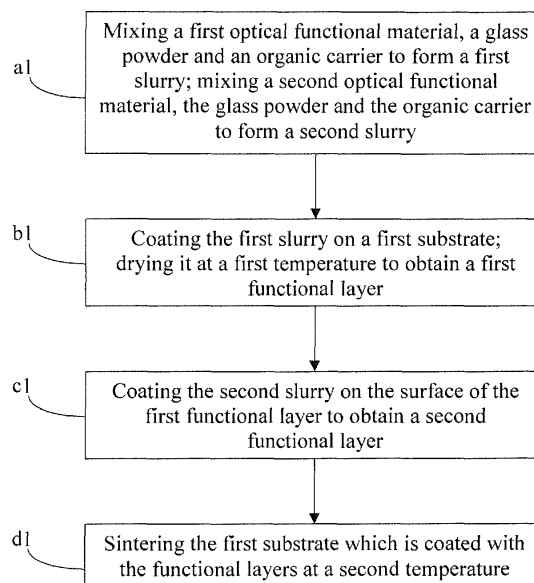 a1
Mixing a first optical functional material, a glass
powder and an organic carrier to form a first
slurry; mixing a second optical functional
material, the glass powder and the organic carrier
to form a second slurry
b1
Coating the first slurry on a first substrate;
drying it at a first temperature to obtain a first
functional layer
c1
Coating the second slurry on the surface of the
first functional layer to obtain a second
functional layer
d1
Sintering the first substrate which is coated with
the functional layers at a second temperature